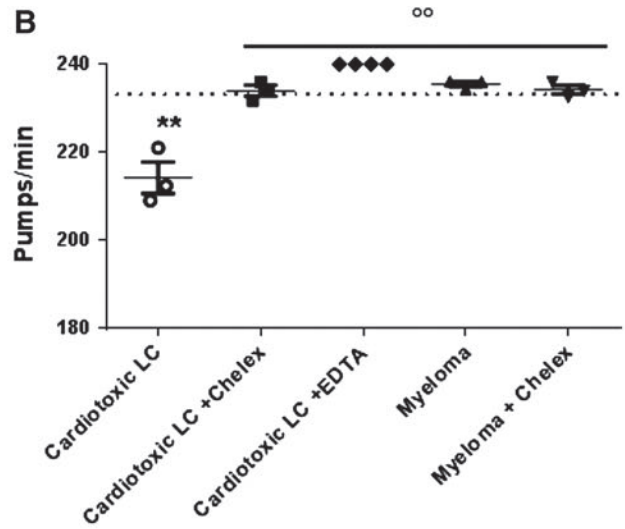 B
°°
240
**
220
200
180
Pumps/min
Cardiotoxic LC
Cardiotoxic LC +Chelex
Cardiotoxic LC +EDTA
Myeloma
Myeloma + Chelex